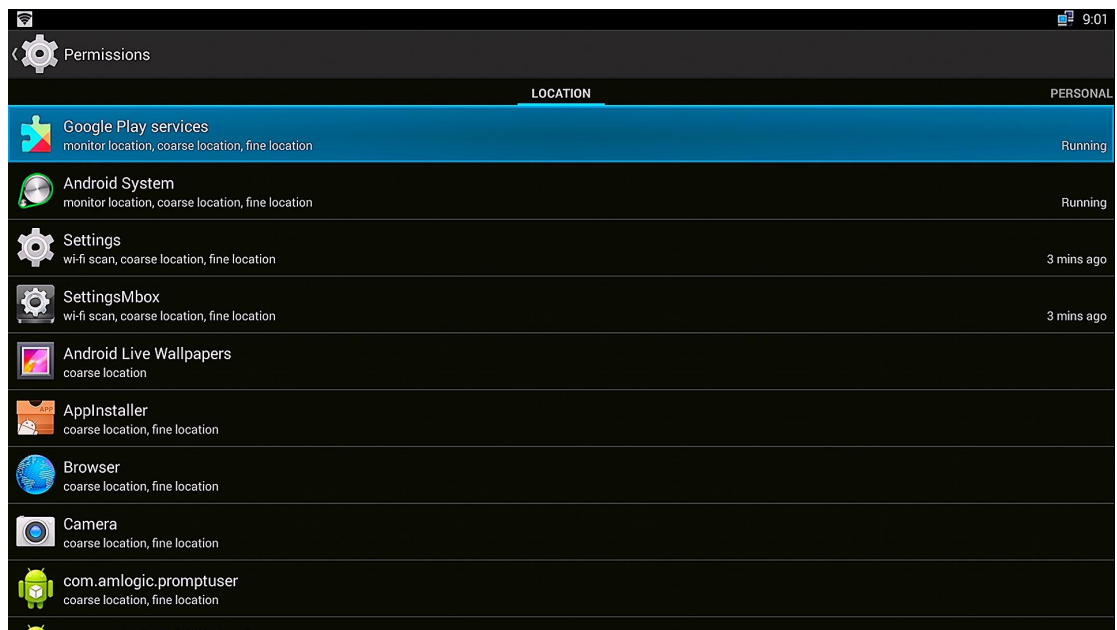 9:01
Permissions
LOCATION
PERSONAL
Google Play services
monitor location, coarse location, fine location
Running
Android System
monitor location, coarse location, fine location
Running
Settings
wi-fi scan, coarse location, fine location
3 mins ago
SettingsMbox
wi-fi scan, coarse location, fine location
3 mins ago
Android Live Wallpapers
coarse location
APP
AppInstaller
coarse location, fine location
Browser
coarse location, fine location
Camera
coarse location, fine location
com.amlogic.promptuser
coarse location, fine location